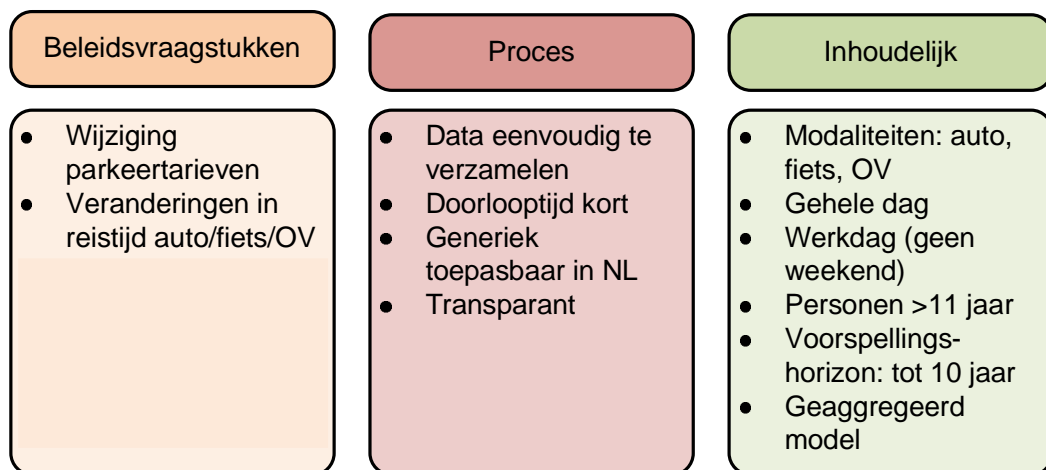 Beleidsvraagstukken
● Wijziging
parkeertarieven
● Veranderingen in
reistijd auto/fiets/OV
Proces
● Data eenvoudig te
verzamelen
● Doorlooptijd kort
● Generiek
toepasbaar in NL
● Transparant
Inhoudelijk
● Modaliteiten: auto,
fiets, OV
● Gehele dag
● Werkdag (geen
weekend)
● Personen >11 jaar
● Voorspellings-
horizon: tot 10 jaar
● Geaggregeerd
model